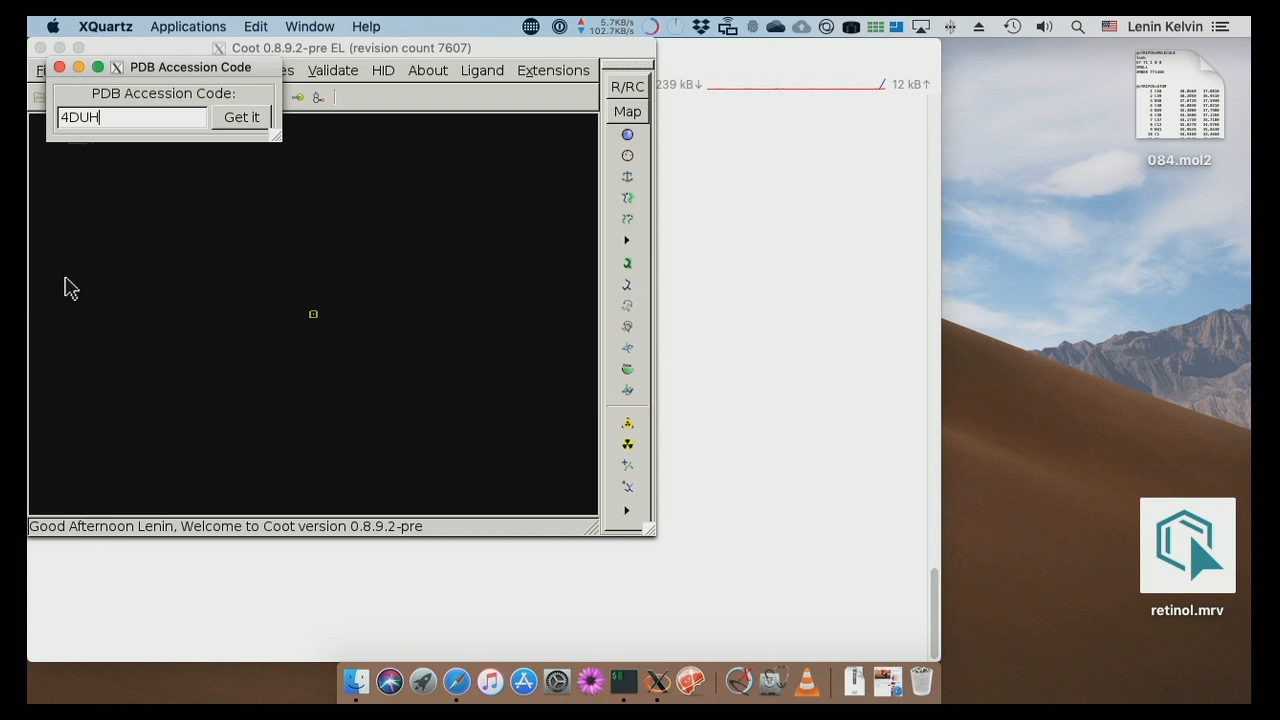 XQuartz Applications Edit Window Help 5.7KB/s 102.7KB/s Lenin Kelvin
Coot 0.8.9.2-pre EL (revision count 7607)
PDB Accession Code
Validate HID About Ligand Extensions
PDB Accession Code:
4DUH Get it
R/RC
Map
239 kB↓ 12 kB↑
084.mol2
Good Afternoon Lenin, Welcome to Coot version 0.8.9.2-pre
retinol.mrv